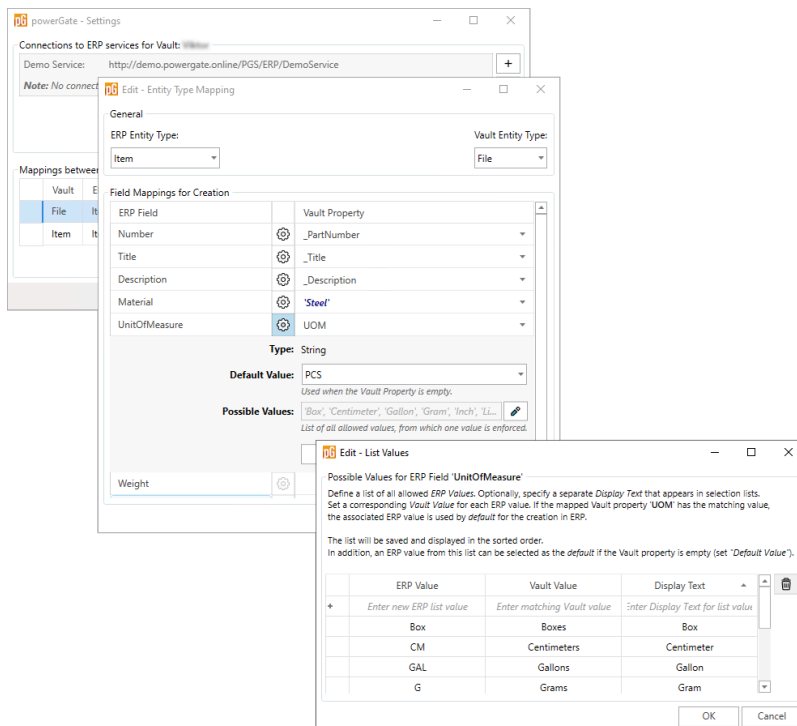 pG powerGate - Settings
Connections to ERP services for Vault:
Demo Service: http://demo.powergate.online/PGS/ERP/DemoService
+
Note: No connect
Mappings between
Vault E
File It
Item It
pG Edit - Entity Type Mapping
General
ERP Entity Type: Vault Entity Type:
Item File
Field Mappings for Creation
ERP Field Vault Property
Number _PartNumber
Title _Title
Description _Description
Material 'Steel'
UnitOfMeasure UOM
Type: String
Default Value: PCS
Used when the Vault Property is empty.
Possible Values: 'Box', 'Centimeter', 'Gallon', 'Gram', 'Inch', 'Li...
List of all allowed values, from which one value is enforced.
Weight
pG Edit - List Values
Possible Values for ERP Field 'UnitOfMeasure'
Define a list of all allowed ERP Values. Optionally, specify a separate Display Text that appears in selection lists.
Set a corresponding Vault Value for each ERP value. If the mapped Vault property 'UOM' has the matching value,
the associated ERP value is used by default for the creation in ERP.
The list will be saved and displayed in the sorted order.
In addition, an ERP value from this list can be selected as the default if the Vault property is empty (set "Default Value").
ERP Value Vault Value Display Text
+ Enter new ERP list value Enter matching Vault value Enter Display Text for list value
Box Boxes Box
CM Centimeters Centimeter
GAL Gallons Gallon
G Grams Gram
OK Cancel